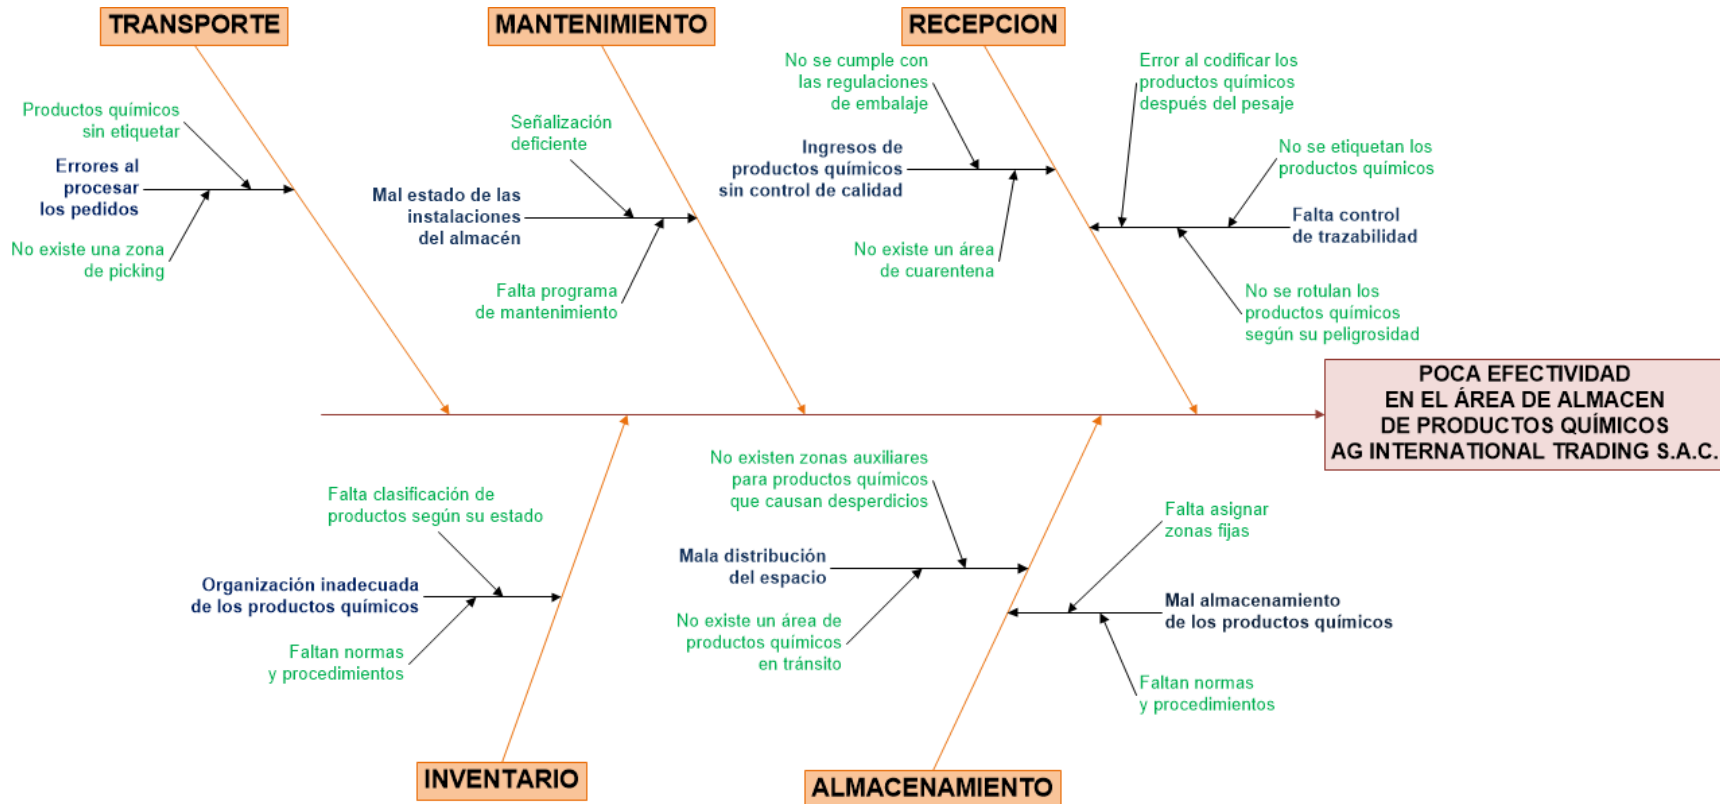 TRANSPORTE
MANTENIMIENTO
RECEPCION
Productos químicos
sin etiquetar
Errores al
procesar
los pedidos
No existe una zona
de picking
Señalización
deficiente
Mal estado de las
instalaciones
del almacén
Falta programa
de mantenimiento
No se cumple con
las regulaciones
de embalaje
Ingresos de
productos químicos
sin control de calidad
No existe un área
de cuarentena
Error al codificar los
productos químicos
después del pesaje
No se etiquetan los
productos químicos
Falta control
de trazabilidad
No se rotulan los
productos químicos
según su peligrosidad
POCA EFECTIVIDAD
EN EL ÁREA DE ALMACEN
DE PRODUCTOS QUÍMICOS
AG INTERNATIONAL TRADING S.A.C.
Falta clasificación de
productos según su estado
Organización inadecuada
de los productos químicos
Faltan normas
y procedimientos
No existen zonas auxiliares
para productos químicos
que causan desperdicios
Mala distribución
del espacio
No existe un área de
productos químicos
en tránsito
Falta asignar
zonas fijas
Mal almacenamiento
de los productos químicos
Faltan normas
y procedimientos
INVENTARIO
ALMACENAMIENTO